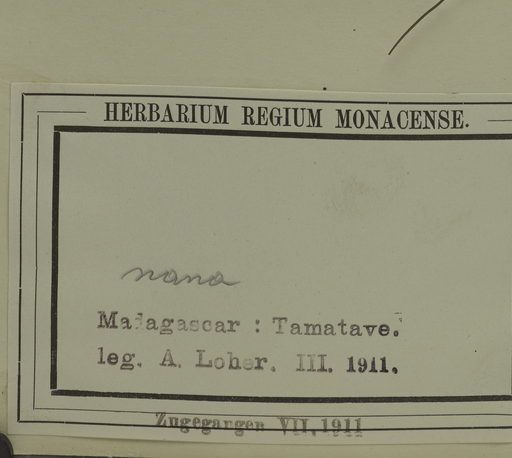 HERBARIUM REGIUM MONACENSE.
nana
Madagascar : Tamatave.
leg. A. Loher. III. 1911.
Zugegangen VII. 1911